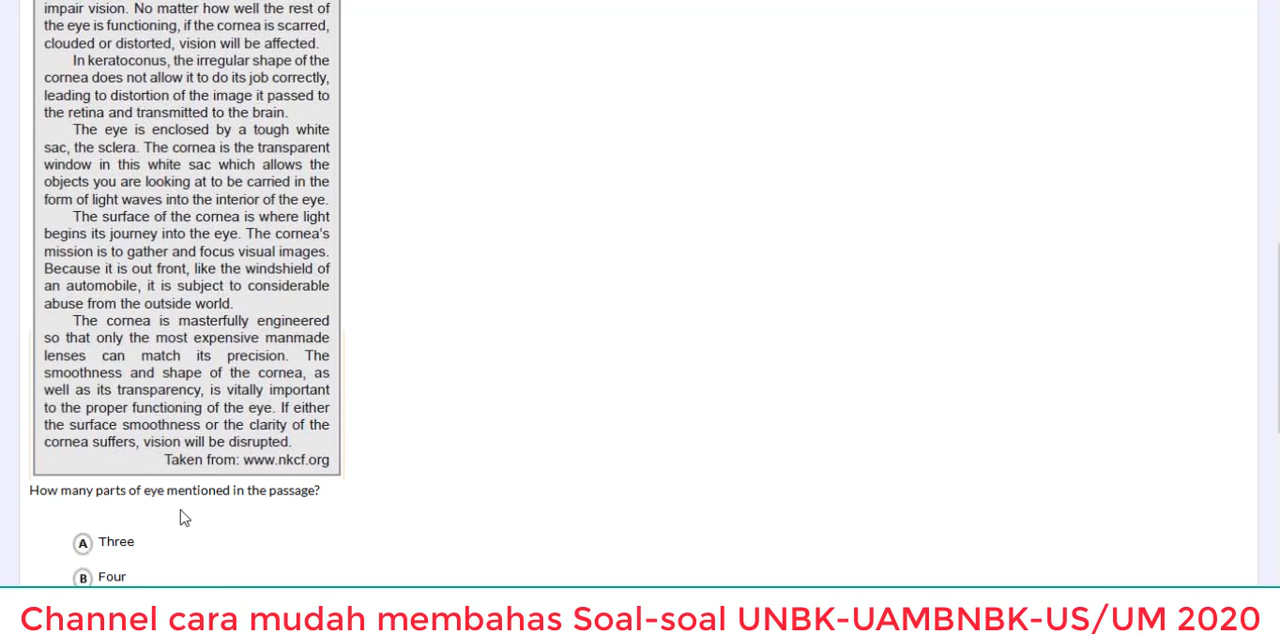 impair vision. No matter how well the rest of
the eye is functioning, if the cornea is scarred,
clouded or distorted, vision will be affected.
In keratoconus, the irregular shape of the
cornea does not allow it to do its job correctly,
leading to distortion of the image it passed to
the retina and transmitted to the brain.
The eye is enclosed by a tough white
sac, the sclera. The cornea is the transparent
window in this white sac which allows the
objects you are looking at to be carried in the
form of light waves into the interior of the eye.
The surface of the cornea is where light
begins its journey into the eye. The cornea's
mission is to gather and focus visual images.
Because it is out front, like the windshield of
an automobile, it is subject to considerable
abuse from the outside world.
The cornea is masterfully engineered
so that only the most expensive manmade
lenses can match its precision. The
smoothness and shape of the cornea, as
well as its transparency, is vitally important
to the proper functioning of the eye. If either
the surface smoothness or the clarity of the
cornea suffers, vision will be disrupted.
Taken from: www.nkcf.org
How many parts of eye mentioned in the passage?
A Three
B Four
Channel cara mudah membahas Soal-soal UNBK-UAMBNBK-US/UM 2020